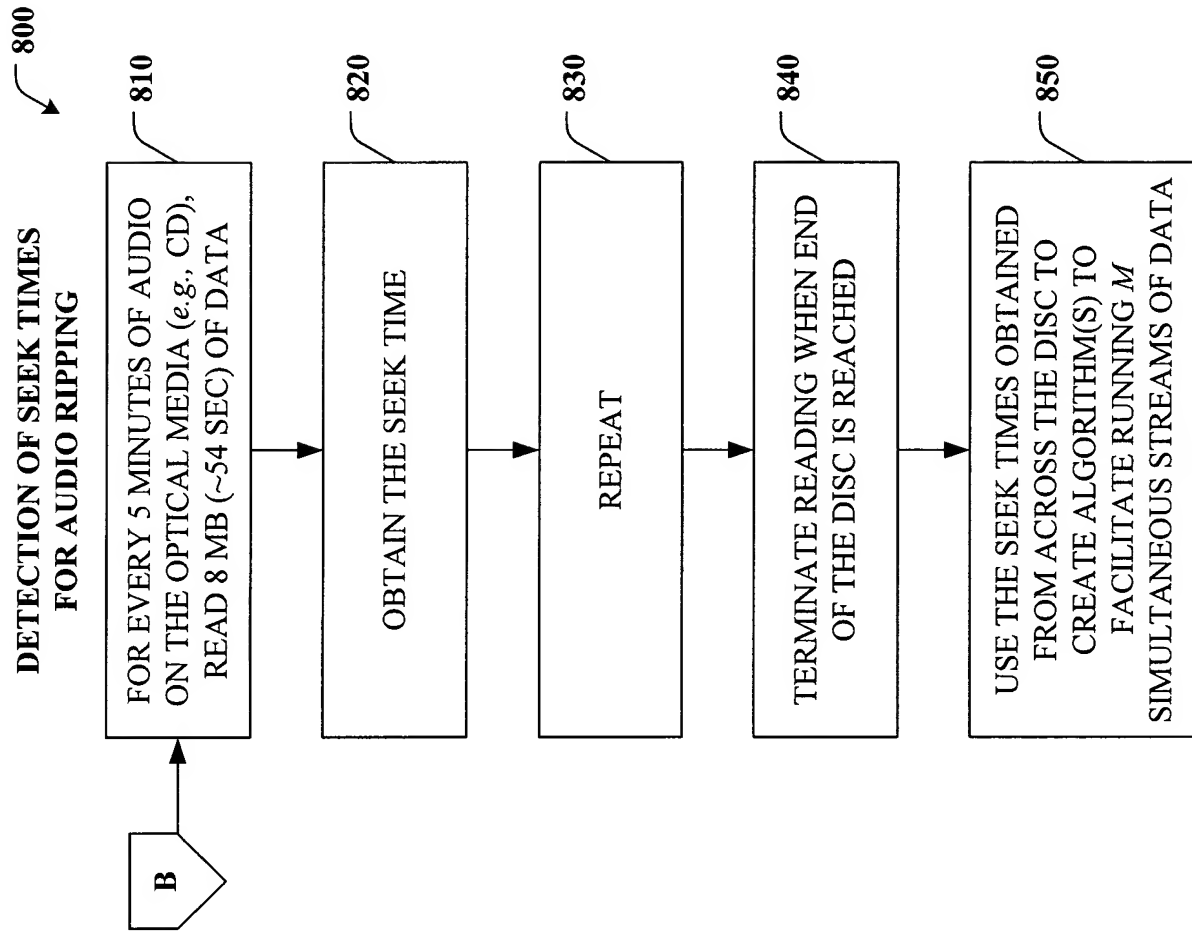 DETECTION OF SEEK TIMES
FOR AUDIO RIPPING
800
B
810
FOR EVERY 5 MINUTES OF AUDIO
ON THE OPTICAL MEDIA (e.g., CD),
READ 8 MB (~54 SEC) OF DATA
820
OBTAIN THE SEEK TIME
830
REPEAT
840
TERMINATE READING WHEN END
OF THE DISC IS REACHED
850
USE THE SEEK TIMES OBTAINED
FROM ACROSS THE DISC TO
CREATE ALGORITHM(S) TO
FACILITATE RUNNING M
SIMULTANEOUS STREAMS OF DATA